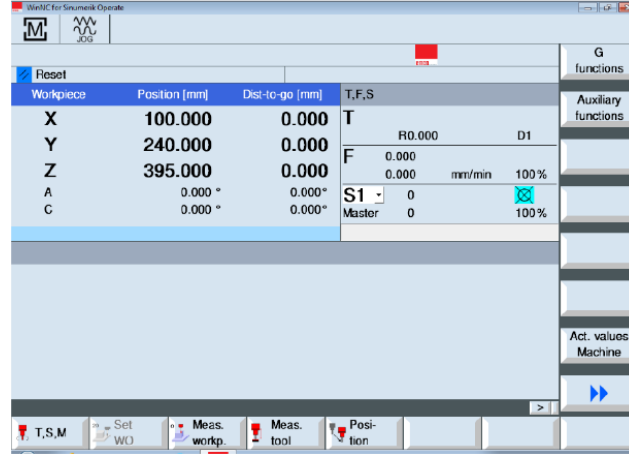 WinNC for Sinumerik Operate
M
JOG
G
functions
Reset
Workpiece Position [mm] Dist-to-go [mm] T,F,S
Auxiliary
functions
X 100.000 0.000 T
R0.000 D1
Y 240.000 0.000
F 0.000
Z 395.000 0.000
0.000 mm/min 100%
A 0.000 ° 0.000°
S1 0
C 0.000 ° 0.000°
Master 0 100%
Act. values
Machine
>
T,S,M
Set
WO
Meas.
workp.
Meas.
tool
Posi-
tion